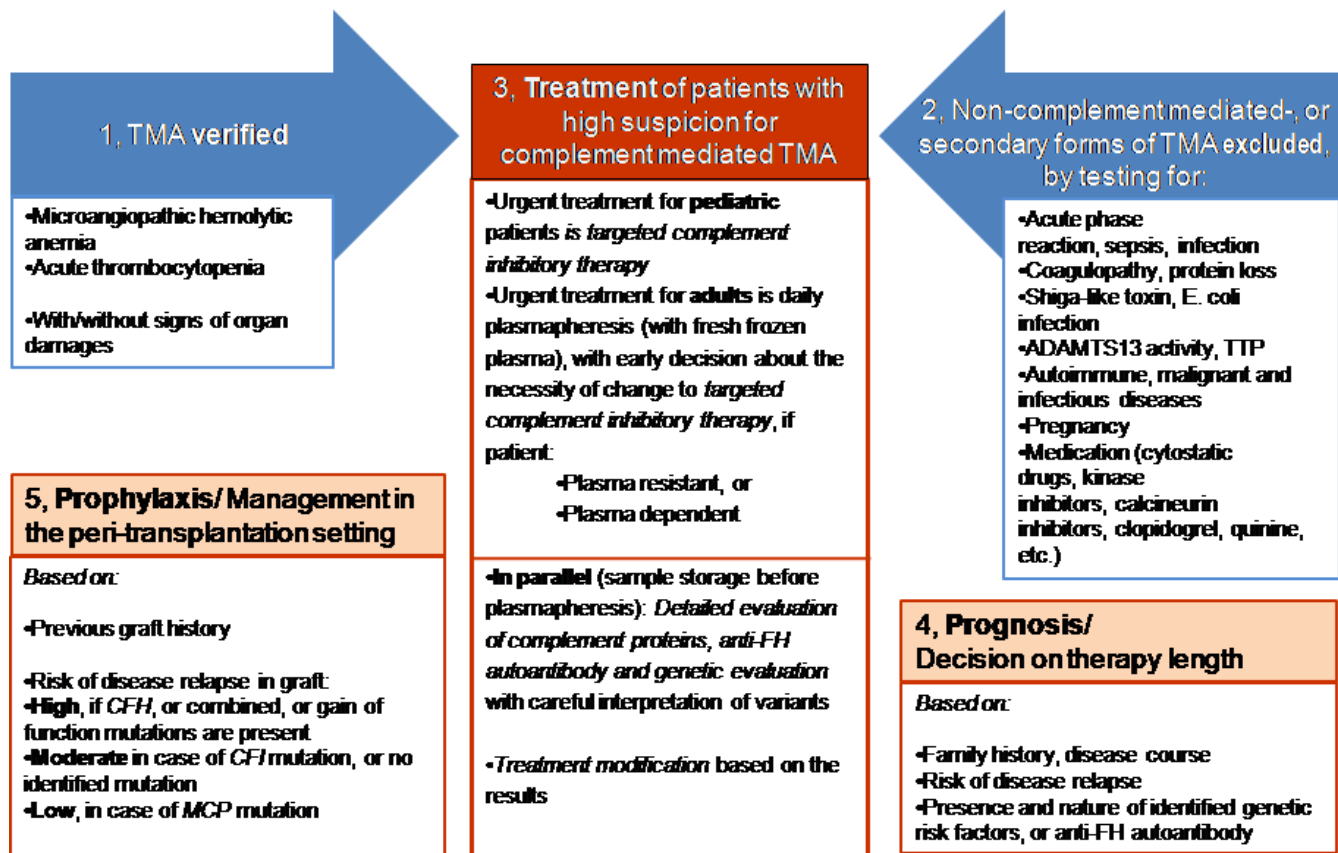 1, TMA verified
•Microangiopathic hemolytic
anemia
•Acute thrombocytopenia
•With/without signs of organ
damages
3, Treatment of patients with
high suspicion for
complement mediated TMA
•Urgent treatment for pediatric
patients is targeted complement
inhibitory therapy
•Urgent treatment for adults is daily
plasmapheresis (with fresh frozen
plasma), with early decision about the
necessity of change to targeted
complement inhibitory therapy, if
patient:
•Plasma resistant, or
•Plasma dependent
•In parallel (sample storage before
plasmapheresis): Detailed evaluation
of complement proteins, anti-FH
autoantibody and genetic evaluation
with careful interpretation of variants
•Treatment modification based on the
results
2, Non-complement mediated-, or
secondary forms of TMA excluded,
by testing for:
•Acute phase
reaction, sepsis, infection
•Coagulopathy, protein loss
•Shiga-like toxin, E. coli
infection
•ADAMTS13 activity, TTP
•Autoimmune, malignant and
infectious diseases
•Pregnancy
•Medication (cytostatic
drugs, kinase
inhibitors, calcineurin
inhibitors, clopidogrel, quinine,
etc.)
5, Prophylaxis/ Management in
the peri-transplantation setting
Based on:
•Previous graft history
•Risk of disease relapse in graft:
•High, if CFH, or combined, or gain of
function mutations are present
•Moderate in case of CFI mutation, or no
identified mutation
•Low, in case of MCP mutation
4, Prognosis/
Decision on therapy length
Based on:
•Family history, disease course
•Risk of disease relapse
•Presence and nature of identified genetic
risk factors, or anti-FH autoantibody